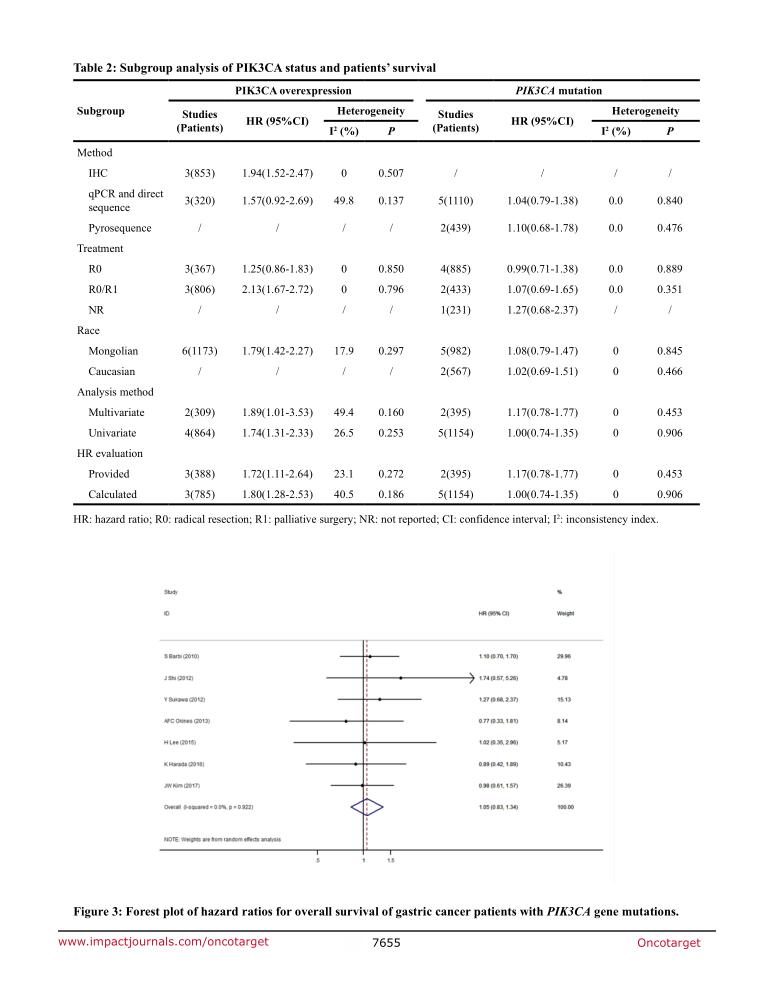 Table 2: Subgroup analysis of PIK3CA status and patients' survival
Subgroup PIK3CA overexpression PIK3CA mutation
Studies (Patients) HR (95%CI) Heterogeneity Studies (Patients) HR (95%CI) Heterogeneity
I² (%) P I² (%) P
Method
IHC 3(853) 1.94(1.52-2.47) 0 0.507 / / / /
qPCR and direct sequence 3(320) 1.57(0.92-2.69) 49.8 0.137 5(1110) 1.04(0.79-1.38) 0.0 0.840
Pyrosequence / / / / 2(439) 1.10(0.68-1.78) 0.0 0.476
Treatment
R0 3(367) 1.25(0.86-1.83) 0 0.850 4(885) 0.99(0.71-1.38) 0.0 0.889
R0/R1 3(806) 2.13(1.67-2.72) 0 0.796 2(433) 1.07(0.69-1.65) 0.0 0.351
NR / / / / 1(231) 1.27(0.68-2.37) / /
Race
Mongolian 6(1173) 1.79(1.42-2.27) 17.9 0.297 5(982) 1.08(0.79-1.47) 0 0.845
Caucasian / / / / 2(567) 1.02(0.69-1.51) 0 0.466
Analysis method
Multivariate 2(309) 1.89(1.01-3.53) 49.4 0.160 2(395) 1.17(0.78-1.77) 0 0.453
Univariate 4(864) 1.74(1.31-2.33) 26.5 0.253 5(1154) 1.00(0.74-1.35) 0 0.906
HR evaluation
Provided 3(388) 1.72(1.11-2.64) 23.1 0.272 2(395) 1.17(0.78-1.77) 0 0.453
Calculated 3(785) 1.80(1.28-2.53) 40.5 0.186 5(1154) 1.00(0.74-1.35) 0 0.906
HR: hazard ratio; R0: radical resection; R1: palliative surgery; NR: not reported; CI: confidence interval; I²: inconsistency index.
Study %
ID HR (95% CI) Weight
S Barbi (2010) 1.10 (0.70, 1.70) 29.96
J Shi (2012) 1.74 (0.57, 5.26) 4.78
Y Sukawa (2012) 1.27 (0.68, 2.37) 15.13
AFC Okines (2013) 0.77 (0.33, 1.81) 8.14
H Lee (2015) 1.02 (0.35, 2.96) 5.17
K Harada (2016) 0.89 (0.42, 1.89) 10.43
JW Kim (2017) 0.98 (0.61, 1.57) 26.39
Overall (I-squared = 0.0%, p = 0.922) 1.05 (0.83, 1.34) 100.00
NOTE: Weights are from random effects analysis
.5 1 1.5
Figure 3: Forest plot of hazard ratios for overall survival of gastric cancer patients with PIK3CA gene mutations.
www.impactjournals.com/oncotarget 7655 Oncotarget